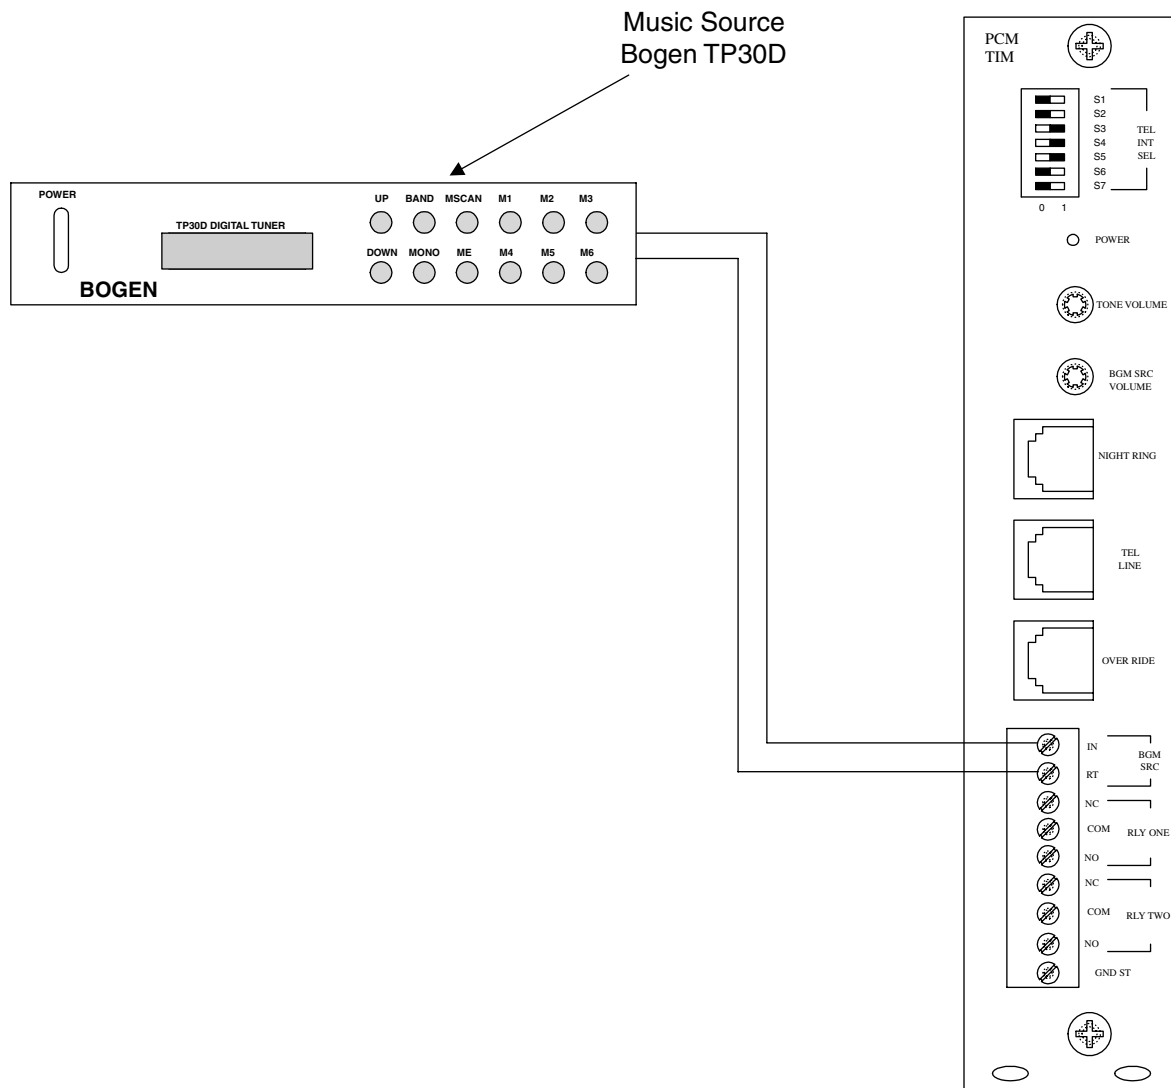 Music Source
Bogen TP30D
POWER
TP30D DIGITAL TUNER
BOGEN
UP BAND MSCAN M1 M2 M3
DOWN MONO ME M4 M5 M6
PCM
TIM
S1
S2
S3
S4
S5
S6
S7
TEL
INT
SEL
0 1
POWER
TONE VOLUME
BGM SRC
VOLUME
NIGHT RING
TEL
LINE
OVER RIDE
IN
RT
BGM
SRC
NC
COM
NO
RLY ONE
NC
COM
NO
RLY TWO
GND ST